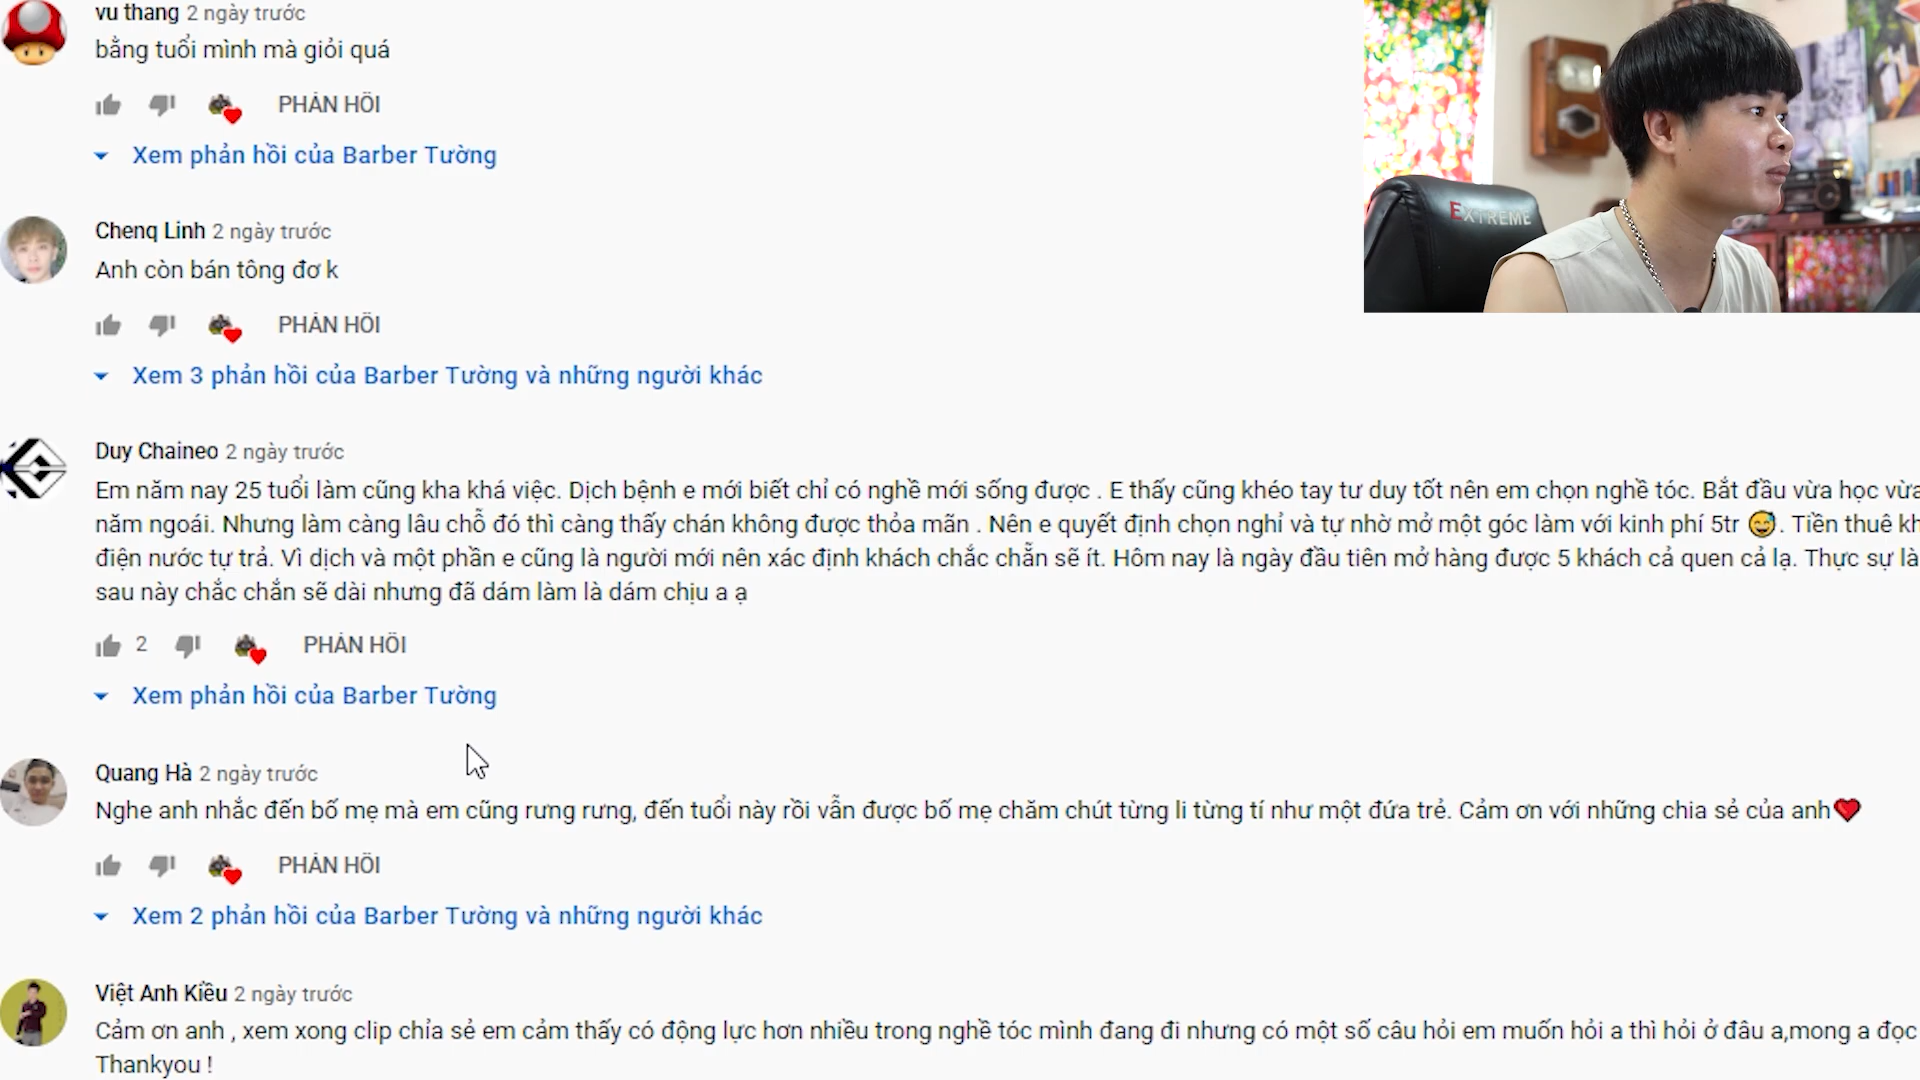 vu thang 2 ngày trước
bằng tuổi mình mà giỏi quá
PHẢN HỒI
Xem phản hồi của Barber Tường
EXTREME
Chenq Linh 2 ngày trước
Anh còn bán tông đơ k
PHẢN HỒI
Xem 3 phản hồi của Barber Tường và những người khác
Duy Chaineo 2 ngày trước
Em năm nay 25 tuổi làm cũng kha khá việc. Dịch bệnh e mới biết chỉ có nghề mới sống được . E thấy cũng khéo tay tư duy tốt nên em chọn nghề tóc. Bắt đầu vừa học vừa
năm ngoái. Nhưng làm càng lâu chỗ đó thì càng thấy chán không được thỏa mãn . Nên e quyết định chọn nghỉ và tự nhờ mở một góc làm với kinh phí 5tr 😅. Tiền thuê kh
điện nước tự trả. Vì dịch và một phần e cũng là người mới nên xác định khách chắc chẵn sẽ ít. Hôm nay là ngày đầu tiên mở hàng được 5 khách cả quen cả lạ. Thực sự là
sau này chắc chắn sẽ dài nhưng đã dám làm là dám chịu a ạ
2 PHẢN HỒI
Xem phản hồi của Barber Tường
Quang Hà 2 ngày trước
Nghe anh nhắc đến bố mẹ mà em cũng rưng rưng, đến tuổi này rồi vẫn được bố mẹ chăm chút từng li từng tí như một đứa trẻ. Cảm ơn với những chia sẻ của anh❤️
PHẢN HỒI
Xem 2 phản hồi của Barber Tường và những người khác
Việt Anh Kiều 2 ngày trước
Cảm ơn anh , xem xong clip chỉa sẻ em cảm thấy có động lực hơn nhiều trong nghề tóc mình đang đi nhưng có một số câu hỏi em muốn hỏi a thì hỏi ở đâu a,mong a đọc
Thankyou !